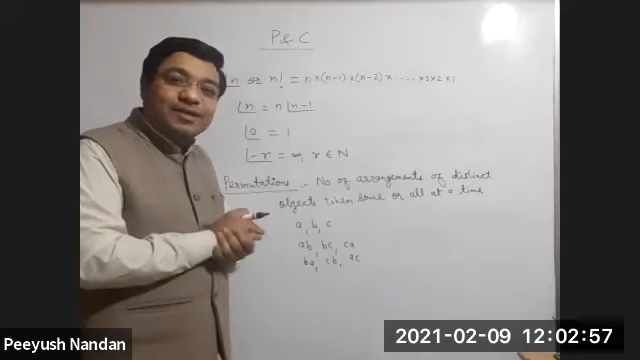 P & C
⌊n or n! = n×(n-1)×(n-2)×.....×3×2×1
⌊n = n ⌊n-1
⌊0 = 1
⌊-r = ∞, r ∈ N
Permutations :- No of arrangements of distinct
objects taken some or all at a time
a, b, c
ab, bc, ca
ba, cb, ac
Peeyush Nandan
2021-02-09 12:02:57